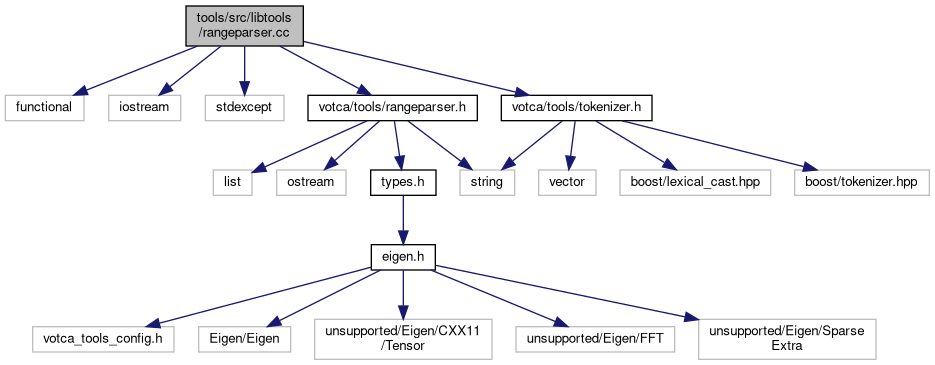 tools/src/libtools
/rangeparser.cc
functional
iostream
stdexcept
votca/tools/rangeparser.h
votca/tools/tokenizer.h
list
ostream
types.h
string
vector
boost/lexical_cast.hpp
boost/tokenizer.hpp
eigen.h
votca_tools_config.h
Eigen/Eigen
unsupported/Eigen/CXX11
/Tensor
unsupported/Eigen/FFT
unsupported/Eigen/Sparse
Extra